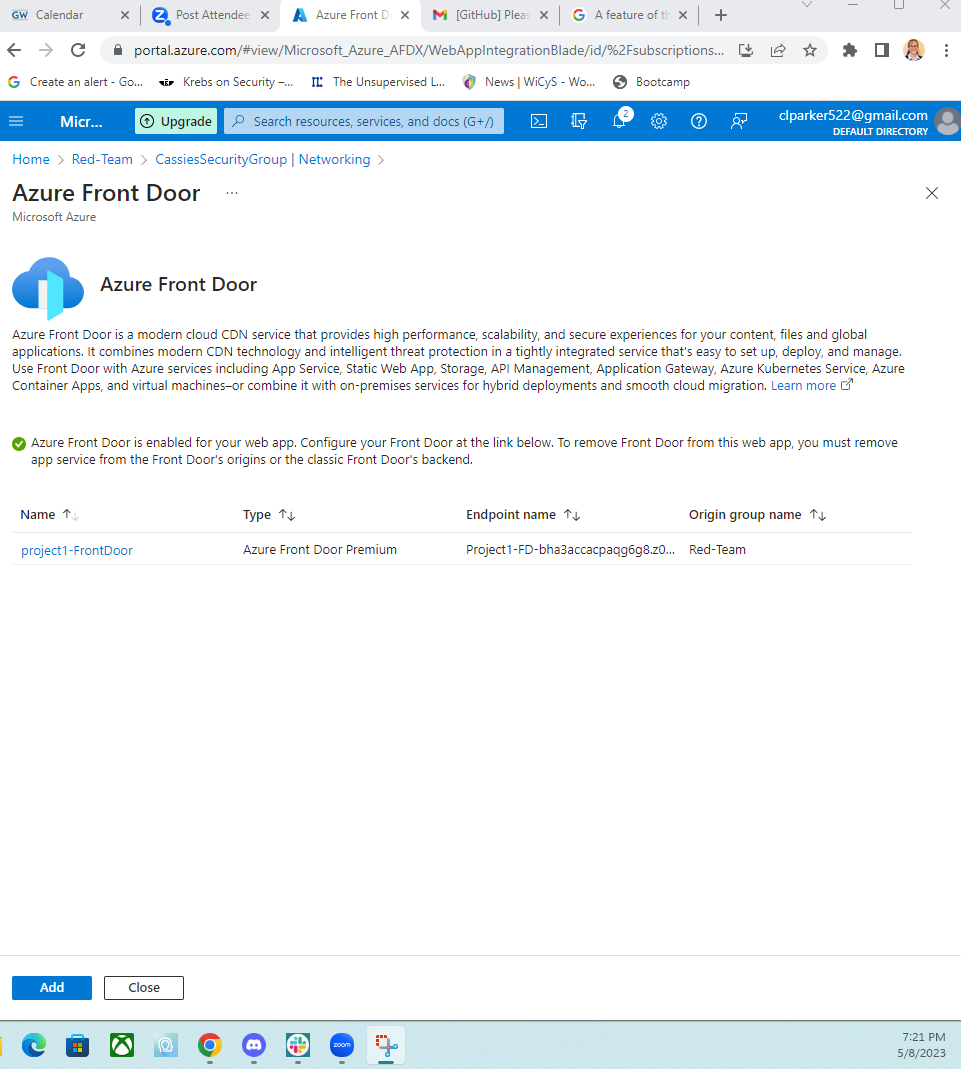 GW Calendar
Post Attendee
Azure Front D
[GitHub] Pleas
A feature of th
portal.azure.com/#view/Microsoft_Azure_AFDX/WebAppIntegrationBlade/id/%2Fsubscriptions...
Create an alert - Go...
Krebs on Security –...
The Unsupervised L...
News | WiCyS - Wo...
Bootcamp
Micr...
Upgrade
Search resources, services, and docs (G+/)
2
clparker522@gmail.com
DEFAULT DIRECTORY
Home > Red-Team > CassiesSecurityGroup | Networking >
Azure Front Door ...
Microsoft Azure
Azure Front Door
Azure Front Door is a modern cloud CDN service that provides high performance, scalability, and secure experiences for your content, files and global
applications. It combines modern CDN technology and intelligent threat protection in a tightly integrated service that's easy to set up, deploy, and manage.
Use Front Door with Azure services including App Service, Static Web App, Storage, API Management, Application Gateway, Azure Kubernetes Service, Azure
Container Apps, and virtual machines–or combine it with on-premises services for hybrid deployments and smooth cloud migration. Learn more
Azure Front Door is enabled for your web app. Configure your Front Door at the link below. To remove Front Door from this web app, you must remove
app service from the Front Door's origins or the classic Front Door's backend.
Name ↑↓ Type ↑↓ Endpoint name ↑↓ Origin group name ↑↓
project1-FrontDoor Azure Front Door Premium Project1-FD-bha3accacpaqg6g8.z0... Red-Team
Add
Close
zoom
7:21 PM
5/8/2023